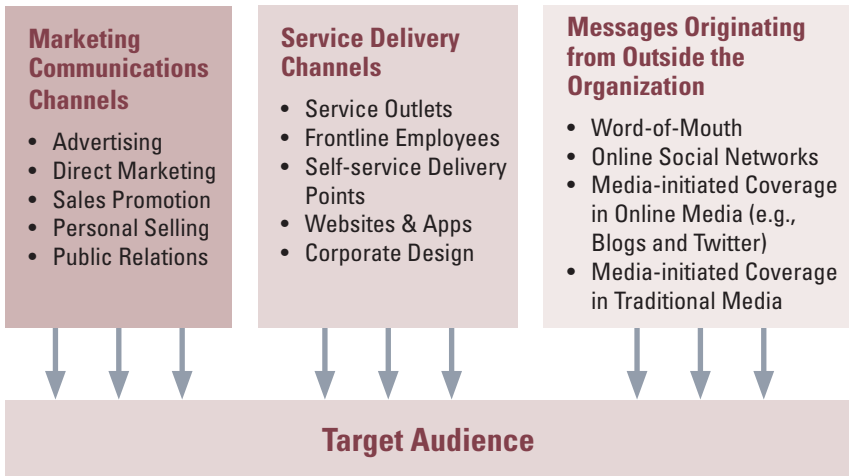 Marketing
Communications
Channels
• Advertising
• Direct Marketing
• Sales Promotion
• Personal Selling
• Public Relations
Service Delivery
Channels
• Service Outlets
• Frontline Employees
• Self-service Delivery
Points
• Websites & Apps
• Corporate Design
Messages Originating
from Outside the
Organization
• Word-of-Mouth
• Online Social Networks
• Media-initiated Coverage
in Online Media (e.g.,
Blogs and Twitter)
• Media-initiated Coverage
in Traditional Media
Target Audience